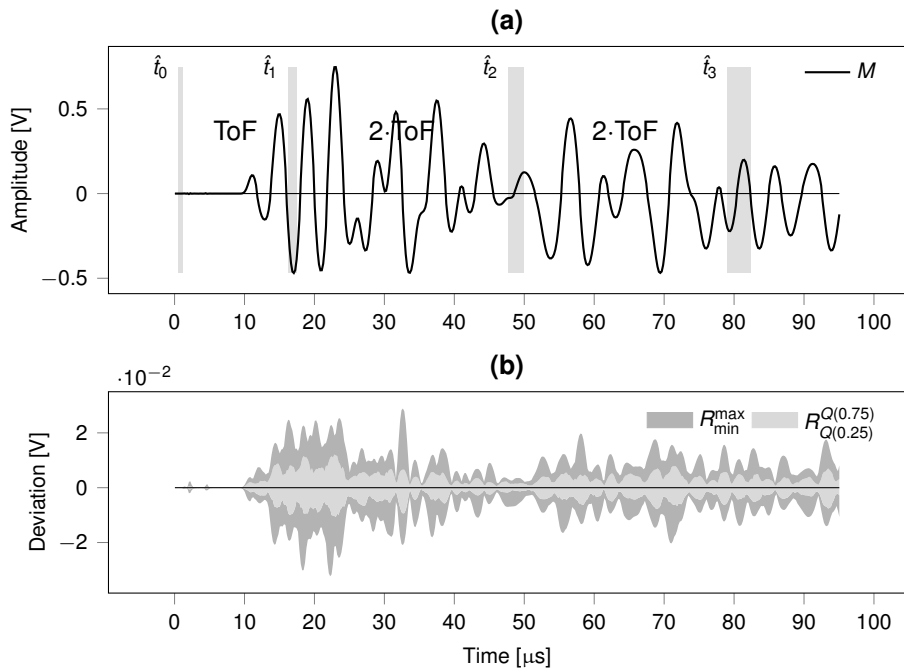 (a)
t̂0 t̂1 t̂2 t̂3 M
ToF 2·ToF 2·ToF
0.5
0
−0.5
Amplitude [V]
0 10 20 30 40 50 60 70 80 90 100
(b)
·10−2
R max min R Q(0.75) Q(0.25)
2
0
−2
Deviation [V]
0 10 20 30 40 50 60 70 80 90 100
Time [μs]